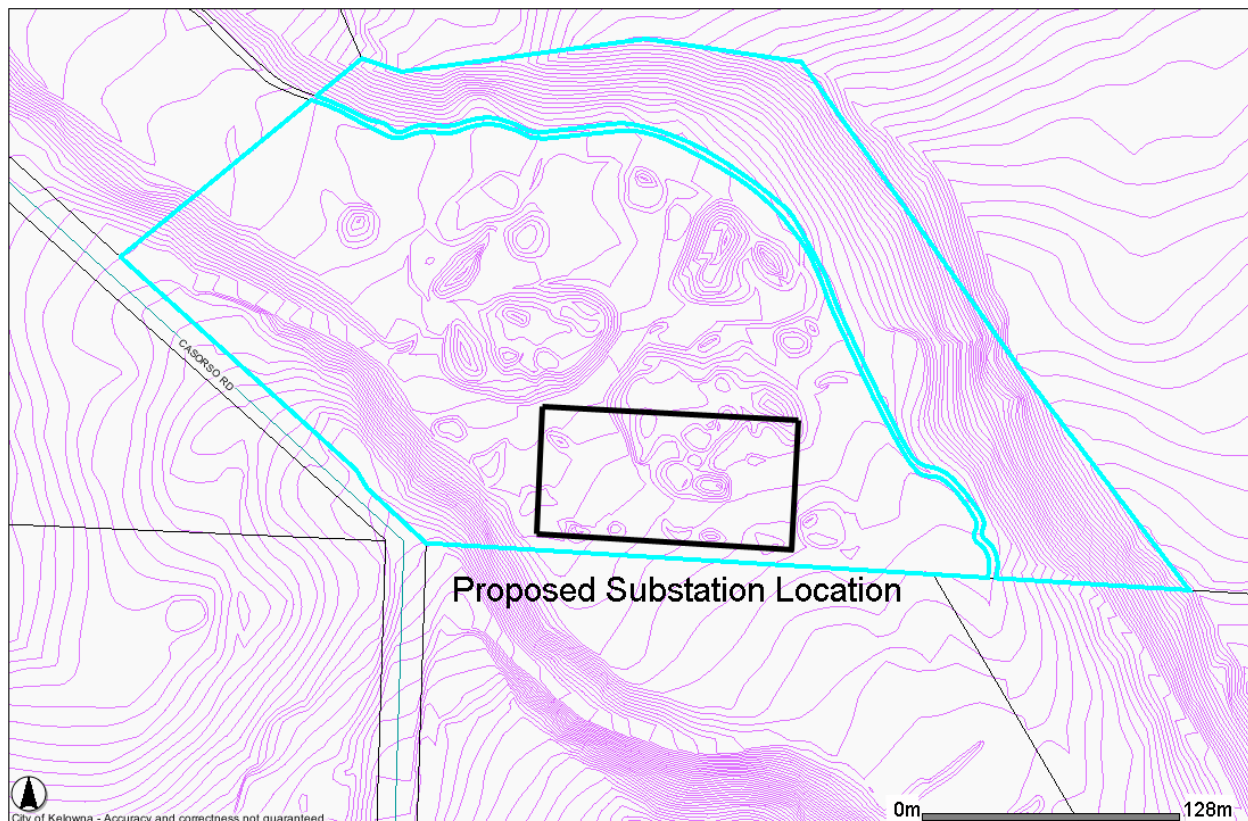 CASORSO RD
Proposed Substation Location
0m 128m
City of Kelowna - Accuracy and correctness not guaranteed